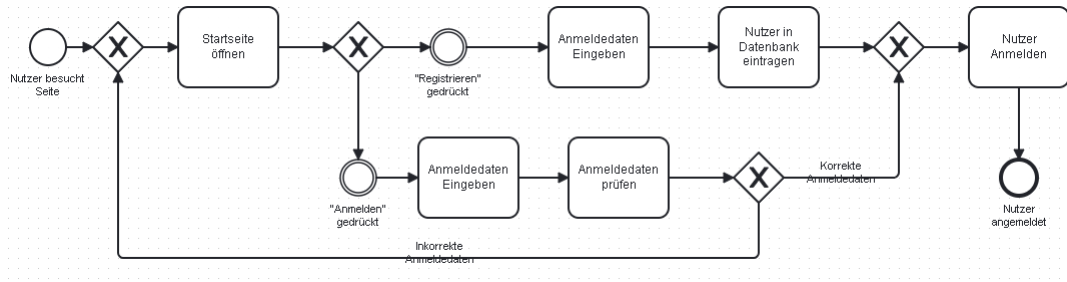 Nutzer besucht
Seite
Startseite
öffnen
"Registrieren"
gedrückt
Anmeldedaten
Eingeben
Nutzer in
Datenbank
eintragen
Nutzer
Anmelden
"Anmelden"
gedrückt
Anmeldedaten
Eingeben
Anmeldedaten
prüfen
Korrekte
Anmeldedaten
Nutzer
angemeldet
Inkorrekte
Anmeldedaten